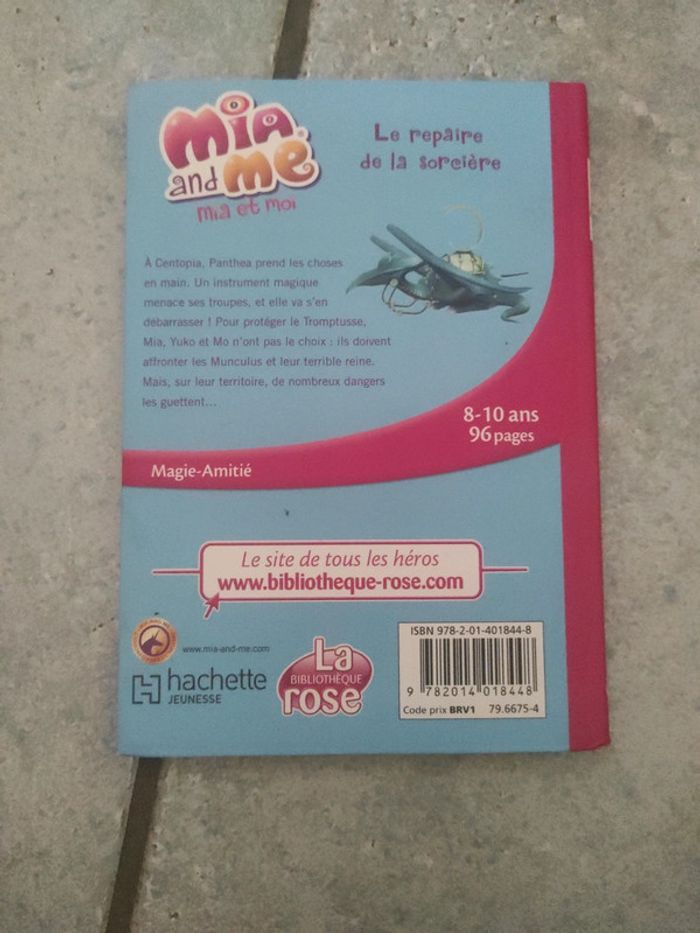 mia
and me
mia et moi
Le repaire
de la sorcière
À Centopia, Panthea prend les choses
en main. Un instrument magique
menace ses troupes, et elle va s'en
débarrasser ! Pour protéger le Tromptusse,
Mia, Yuko et Mo n'ont pas le choix : ils doivent
affronter les Munculus et leur terrible reine.
Mais, sur leur territoire, de nombreux dangers
les guettent...
8-10 ans
96 pages
Magie-Amitié
Le site de tous les héros
www.bibliotheque-rose.com
www.mia-and-me.com
hachette
JEUNESSE
La
BIBLIOTHÈQUE
rose
ISBN 978-2-01-401844-8
9 782014 018448
Code prix BRV1 79.6675-4